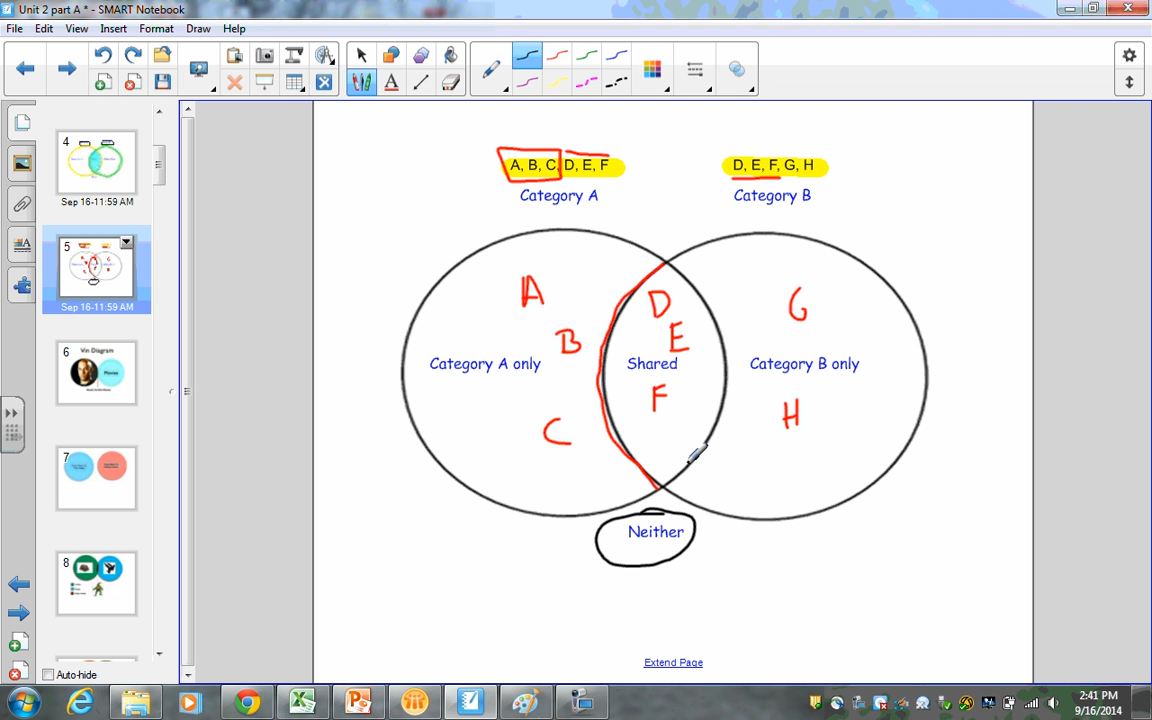 Unit 2 part A * - SMART Notebook
File Edit View Insert Format Draw Help
4
Sep 16-11:59 AM
5
Sep 16-11:59 AM
6
Vin Diagram
Movies
7
8
Auto-hide
A, B, C, D, E, F
D, E, F, G, H
Category A
Category B
A
D
G
B
E
Category A only
Shared
Category B only
F
H
C
Neither
Extend Page
2:41 PM
9/16/2014